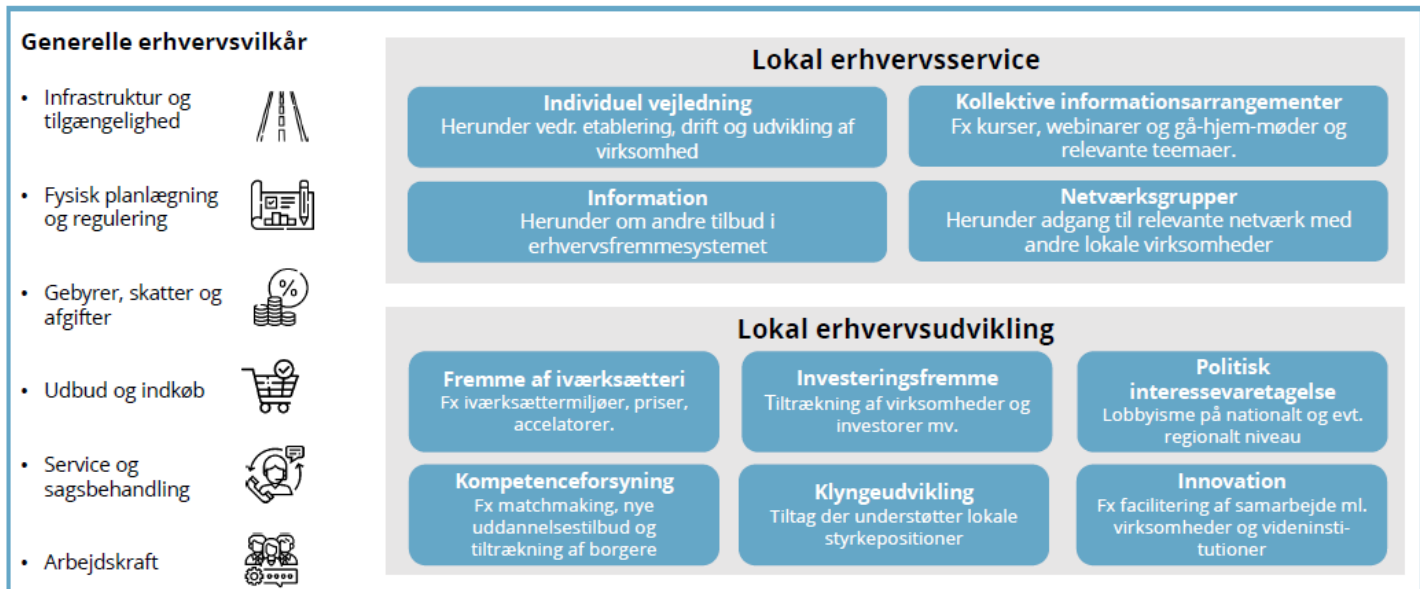 Generelle erhvervsvilkår
• Infrastruktur og
tilgængelighed
• Fysisk planlægning
og regulering
• Gebyrer, skatter og
afgifter
%
• Udbud og indkøb
• Service og
sagsbehandling
• Arbejdskraft
Lokal erhvervsservice
Individuel vejledning
Herunder vedr. etablering, drift og udvikling af
virksomhed
Kollektive informationsarrangementer
Fx kurser, webinarer og gå-hjem-møder og
relevante teemaer.
Information
Herunder om andre tilbud i
erhvervsfremmesystemet
Netværksgrupper
Herunder adgang til relevante netværk med
andre lokale virksomheder
Lokal erhvervsudvikling
Fremme af iværksætteri
Fx iværksættermiljøer, priser,
accelatorer.
Investeringsfremme
Tiltrækning af virksomheder og
investorer mv.
Politisk
interessevaretagelse
Lobbyisme på nationalt og evt.
regionalt niveau
Kompetenceforsyning
Fx matchmaking, nye
uddannelsestilbud og
tiltrækning af borgere
Klyngeudvikling
Tiltag der understøtter lokale
styrkepositioner
Innovation
Fx facilitering af samarbejde ml.
virksomheder og videninsti-
tutioner